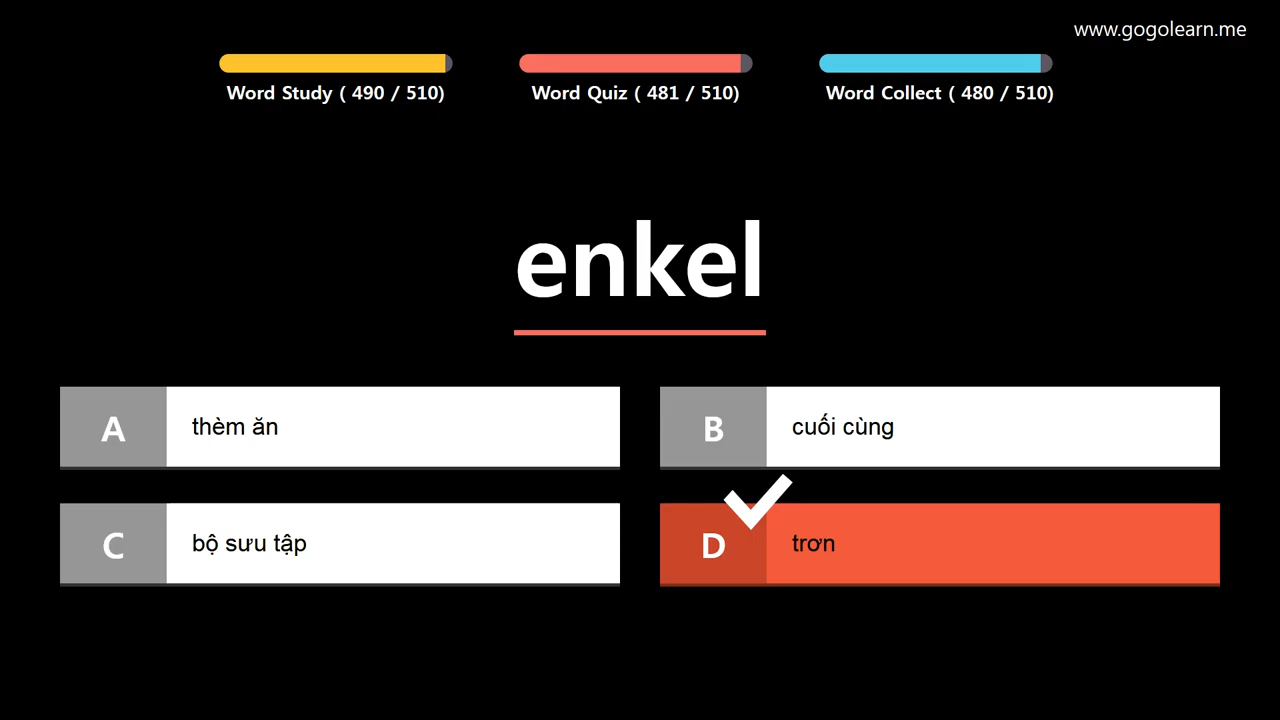 www.gogolearn.me
Word Study ( 490 / 510)
Word Quiz ( 481 / 510)
Word Collect ( 480 / 510)
enkel
A thèm ăn
B cuối cùng
C bộ sưu tập
D trơn